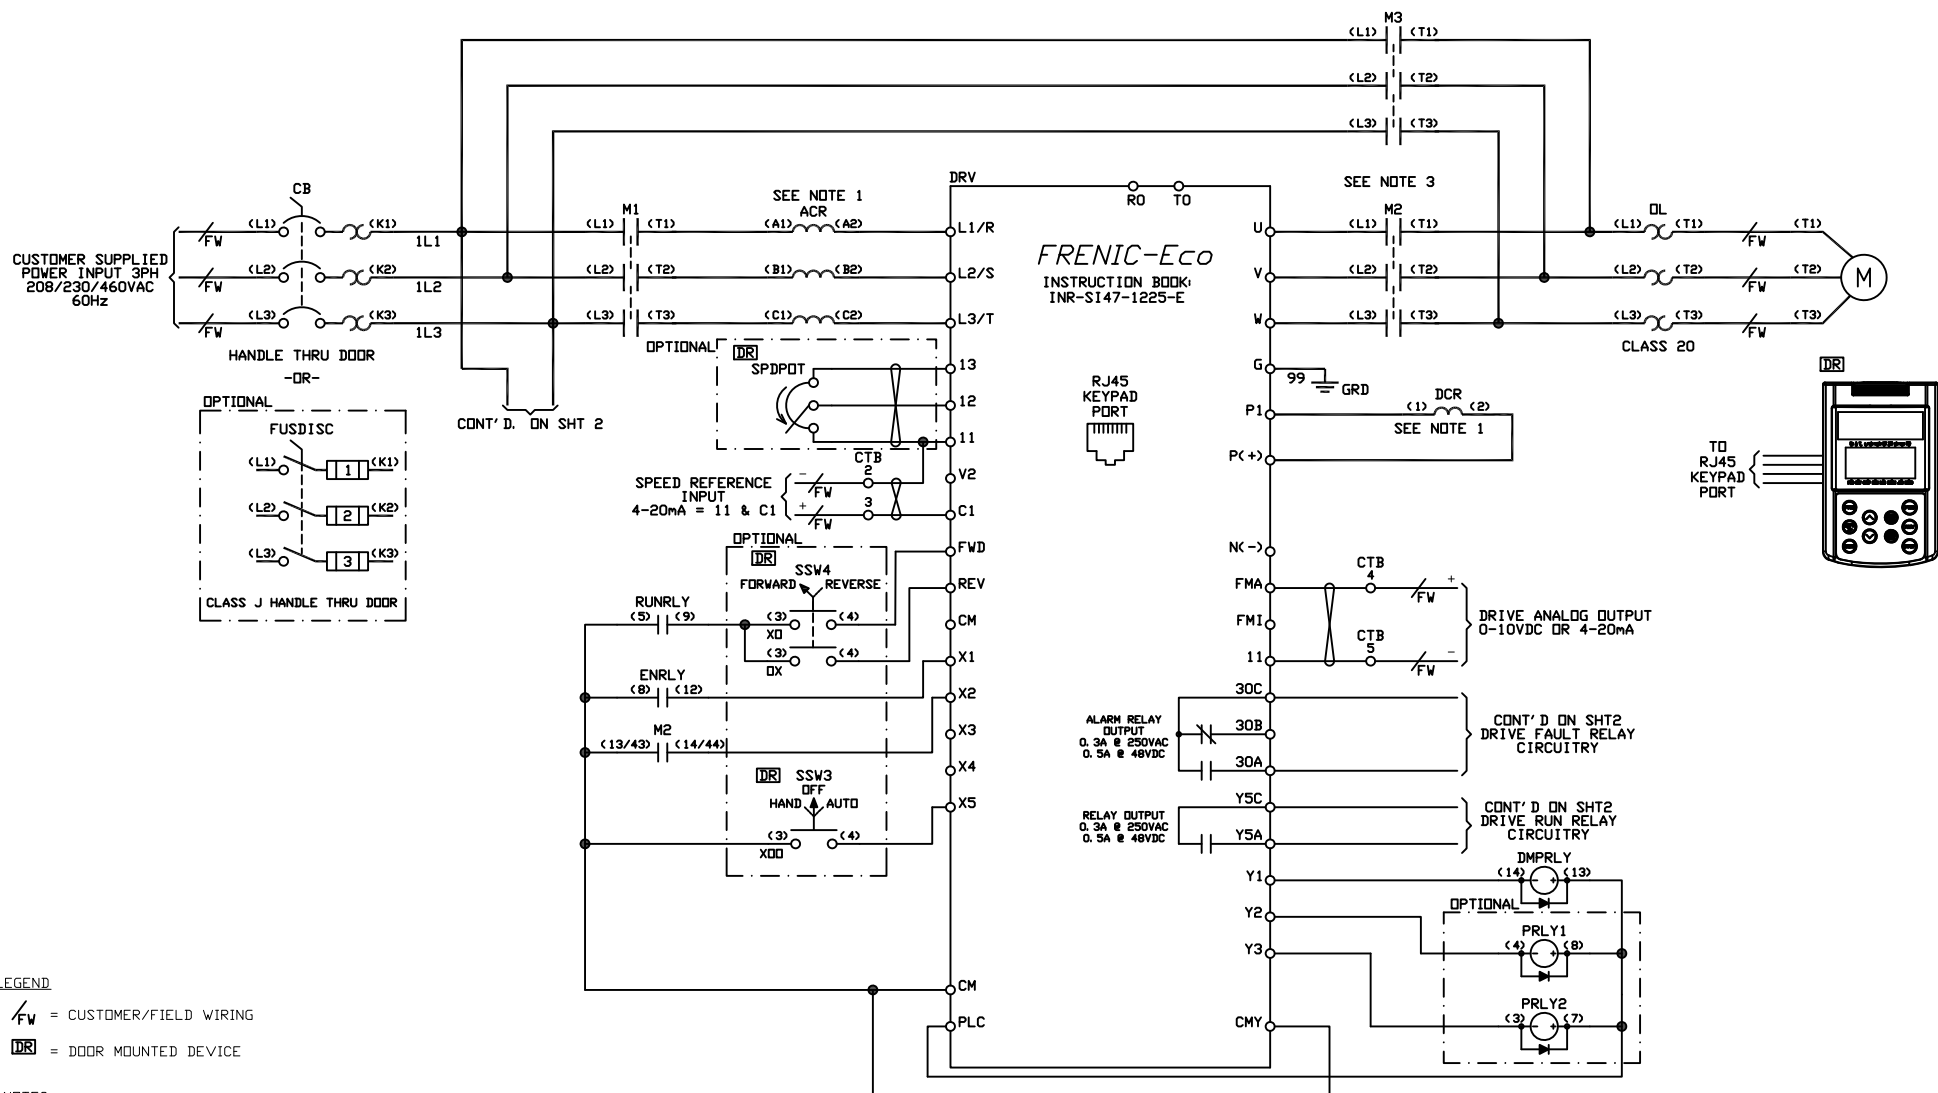 M3
(L1) (T1)
(L2) (T2)
(L3) (T3)
CB
(L1) (K1)
FW
1L1
(L2) (K2)
FW
1L2
(L3) (K3)
FW
1L3
CUSTOMER SUPPLIED
POWER INPUT 3PH
208/230/460VAC
60Hz
HANDLE THRU DOOR
-OR-
OPTIONAL
FUSDISC
(L1) 1 (K1)
(L2) 2 (K2)
(L3) 3 (K3)
CLASS J HANDLE THRU DOOR
CONT'D. ON SHT 2
M1
(L1) (T1)
(L2) (T2)
(L3) (T3)
SEE NOTE 1
ACR
(A1) (A2)
(B1) (B2)
(C1) (C2)
OPTIONAL
DR
SPDPOT
CTB
2
3
SPEED REFERENCE
INPUT
4-20mA = 11 & C1
- FW
+ FW
OPTIONAL
DR
SSW4
FORWARD REVERSE
RUNRLY
(5) (9)
(3) (4)
XO
(3) (4)
OX
ENRLY
(8) (12)
M2
(13/43) (14/44)
DR SSW3
OFF
HAND AUTO
(3) (4)
XOO
DRV
L1/R
L2/S
L3/T
13
12
11
V2
C1
FWD
REV
CM
X1
X2
X3
X4
X5
CM
PLC
RO TO
FRENIC-Eco
INSTRUCTION BOOK:
INR-SI47-1225-E
RJ45
KEYPAD
PORT
U
V
W
G
P1
P(+)
N(-)
FMA
FMI
11
30C
30B
30A
Y5C
Y5A
Y1
Y2
Y3
CMY
ALARM RELAY
OUTPUT
0.3A @ 250VAC
0.5A @ 48VDC
RELAY OUTPUT
0.3A @ 250VAC
0.5A @ 48VDC
SEE NOTE 3
M2
(L1) (T1)
(L2) (T2)
(L3) (T3)
OL
(L1) (T1)
(L2) (T2)
(L3) (T3)
CLASS 20
FW (T1)
FW (T2)
FW (T3)
M
99 GRD
DCR
(1) (2)
SEE NOTE 1
DR
TO
RJ45
KEYPAD
PORT
CTB
4
FW +
CTB
5
FW -
DRIVE ANALOG OUTPUT
0-10VDC OR 4-20mA
CONT'D ON SHT2
DRIVE FAULT RELAY
CIRCUITRY
CONT'D ON SHT2
DRIVE RUN RELAY
CIRCUITRY
DMPRLY
(14) - + (13)
OPTIONAL
PRLY1
(4) - + (8)
PRLY2
(3) - + (7)
LEGEND
FW = CUSTOMER/FIELD WIRING
DR = DOOR MOUNTED DEVICE